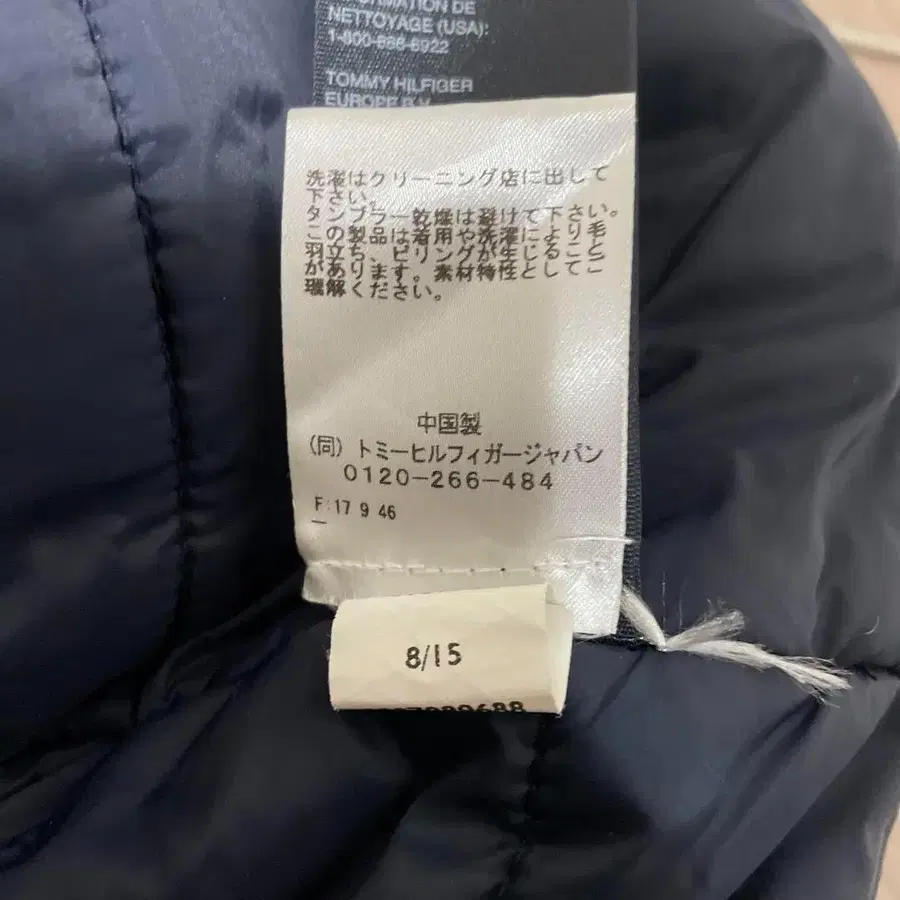 NETTOYAGE (USA):
1-800-888-8922
TOMMY HILFIGER
EUROPE B.V.
洗濯はクリーニング店に出して
下さい。
タンブラー乾燥は避けて下さい。
この製品は着用や洗濯により毛
羽立ち、ピリングが生じること
があります。素材特性としてご
理解ください。
中国製
(同) トミーヒルフィガージャパン
0120-266-484
F:17 9 46
8/15